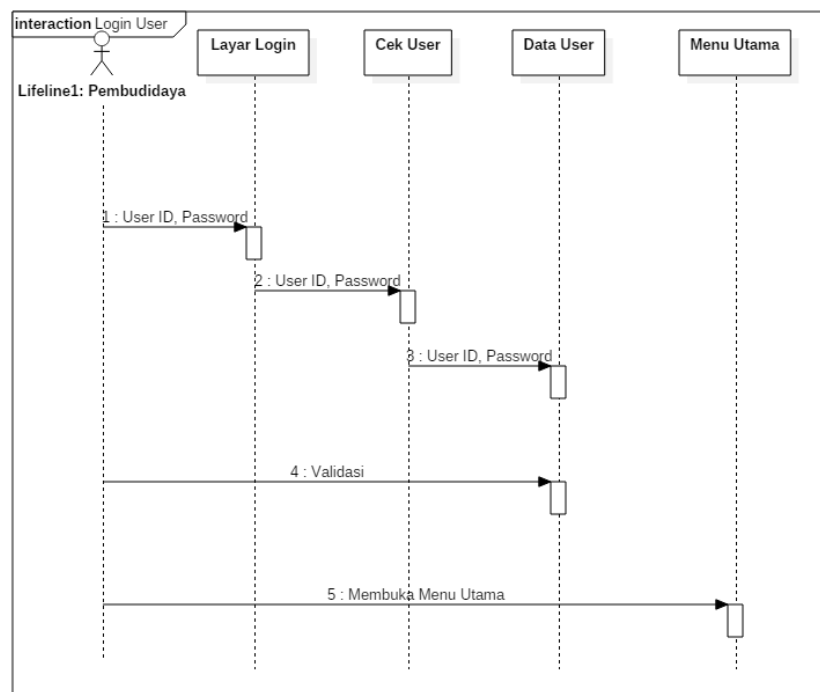 interaction Login User
Layar Login
Cek User
Data User
Menu Utama
Lifeline1: Pembudidaya
1 : User ID, Password
2 : User ID, Password
3 : User ID, Password
4 : Validasi
5 : Membuka Menu Utama